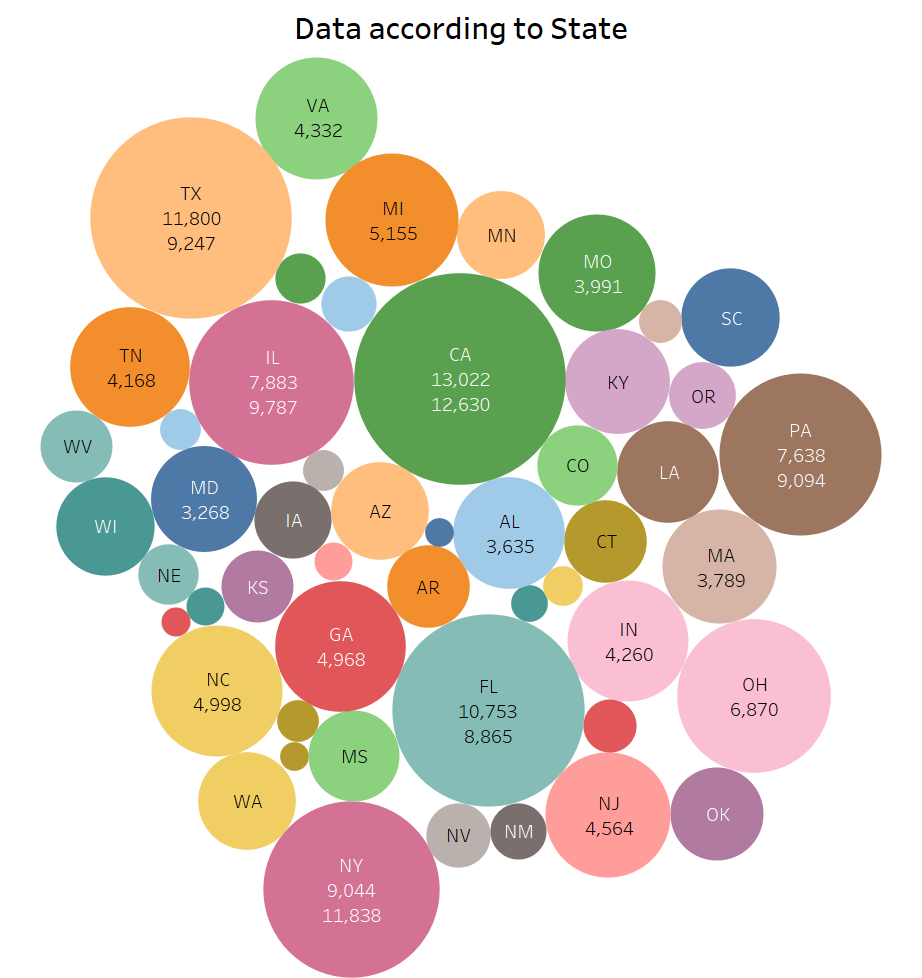 Data according to State
VA
4,332
TX
11,800
9,247
MI
5,155
MN
MO
3,991
SC
TN
4,168
IL
7,883
9,787
CA
13,022
12,630
KY
OR
PA
7,638
9,094
WV
CO
LA
MD
3,268
IA
AZ
AL
3,635
WI
CT
MA
3,789
NE
KS
AR
GA
4,968
IN
4,260
NC
4,998
FL
10,753
8,865
OH
6,870
MS
WA
NJ
4,564
OK
NV
NM
NY
9,044
11,838